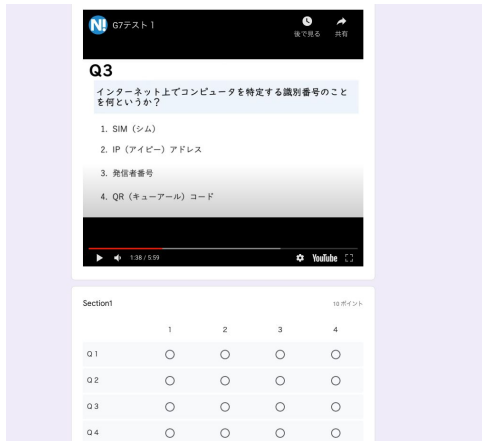 N! G7テスト 1
後で見る 共有
Q3
インターネット上でコンピュータを特定する識別番号のこと
を何というか？
1. SIM（シム）
2. IP（アイピー）アドレス
3. 発信者番号
4. QR（キューアール）コード
1:38 / 5:59 YouTube
Section1 10 ポイント
1 2 3 4
Q 1
Q 2
Q 3
Q 4